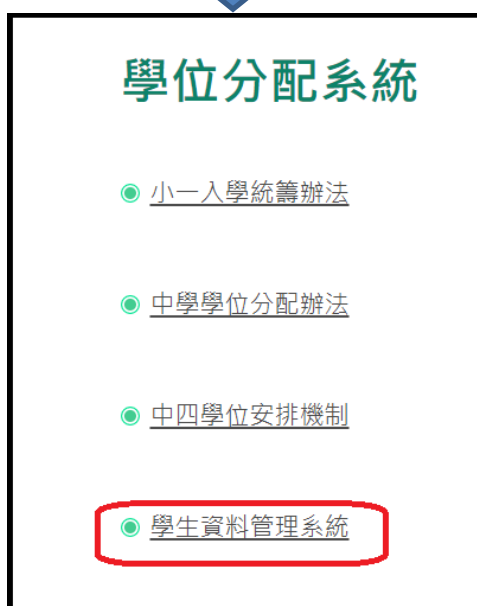 學位分配系統
小一入學統籌辦法
中學學位分配辦法
中四學位安排機制
學生資料管理系統